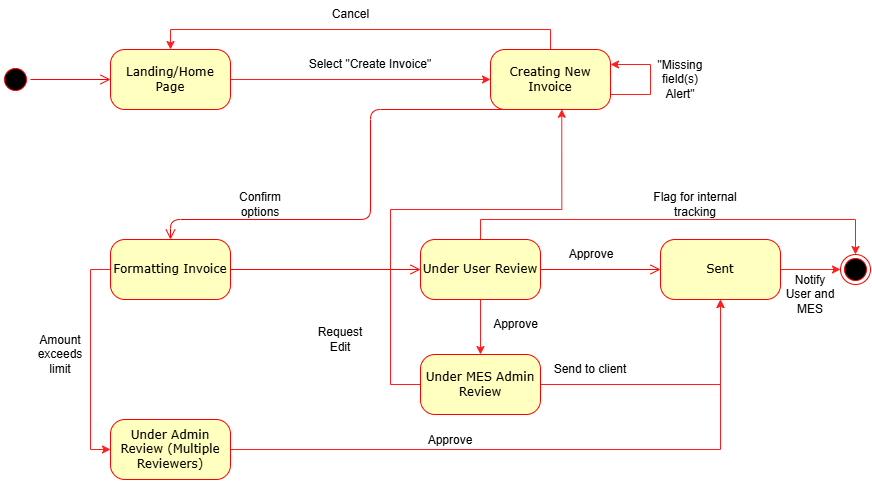 Cancel
Landing/Home
Page
Select "Create Invoice"
Creating New
Invoice
"Missing
field(s)
Alert"
Confirm
options
Flag for internal
tracking
Formatting Invoice
Under User Review
Approve
Sent
Notify
User and
MES
Amount
exceeds
limit
Request
Edit
Approve
Under MES Admin
Review
Send to client
Under Admin
Review (Multiple
Reviewers)
Approve